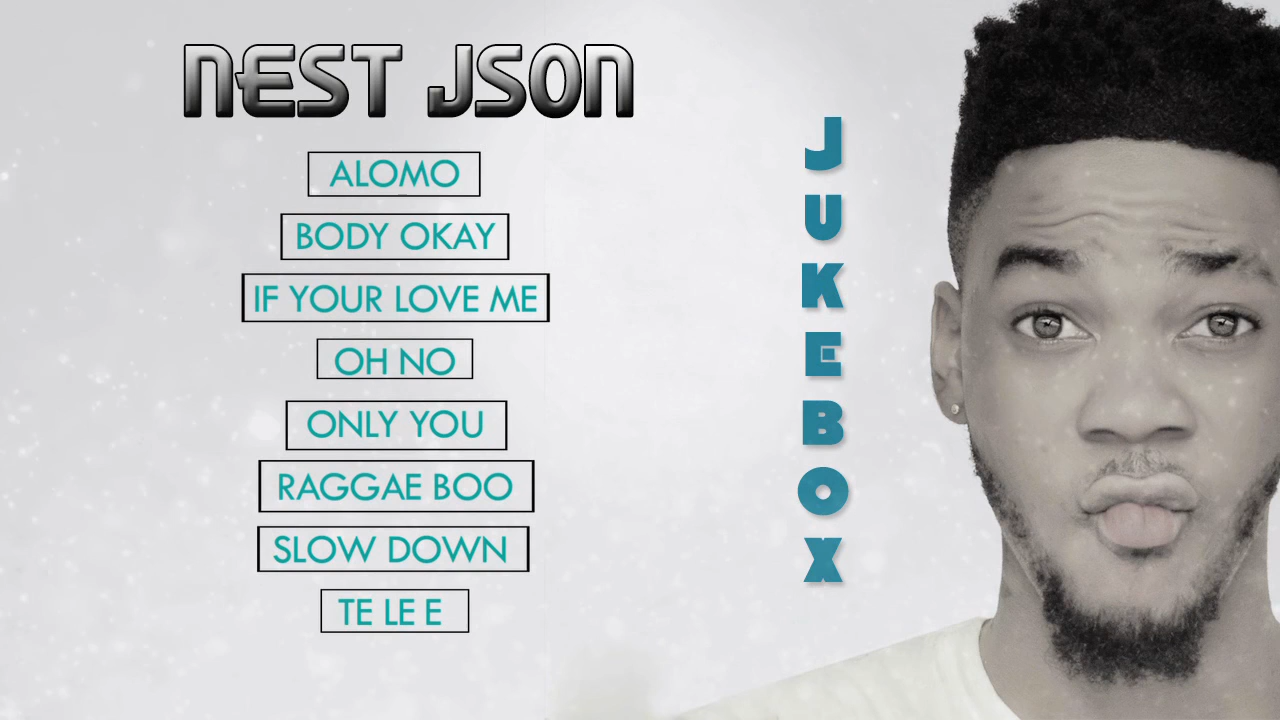 NEST JSON
ALOMO
BODY OKAY
IF YOUR LOVE ME
OH NO
ONLY YOU
RAGGAE BOO
SLOW DOWN
TE LE E
JUKEBOX